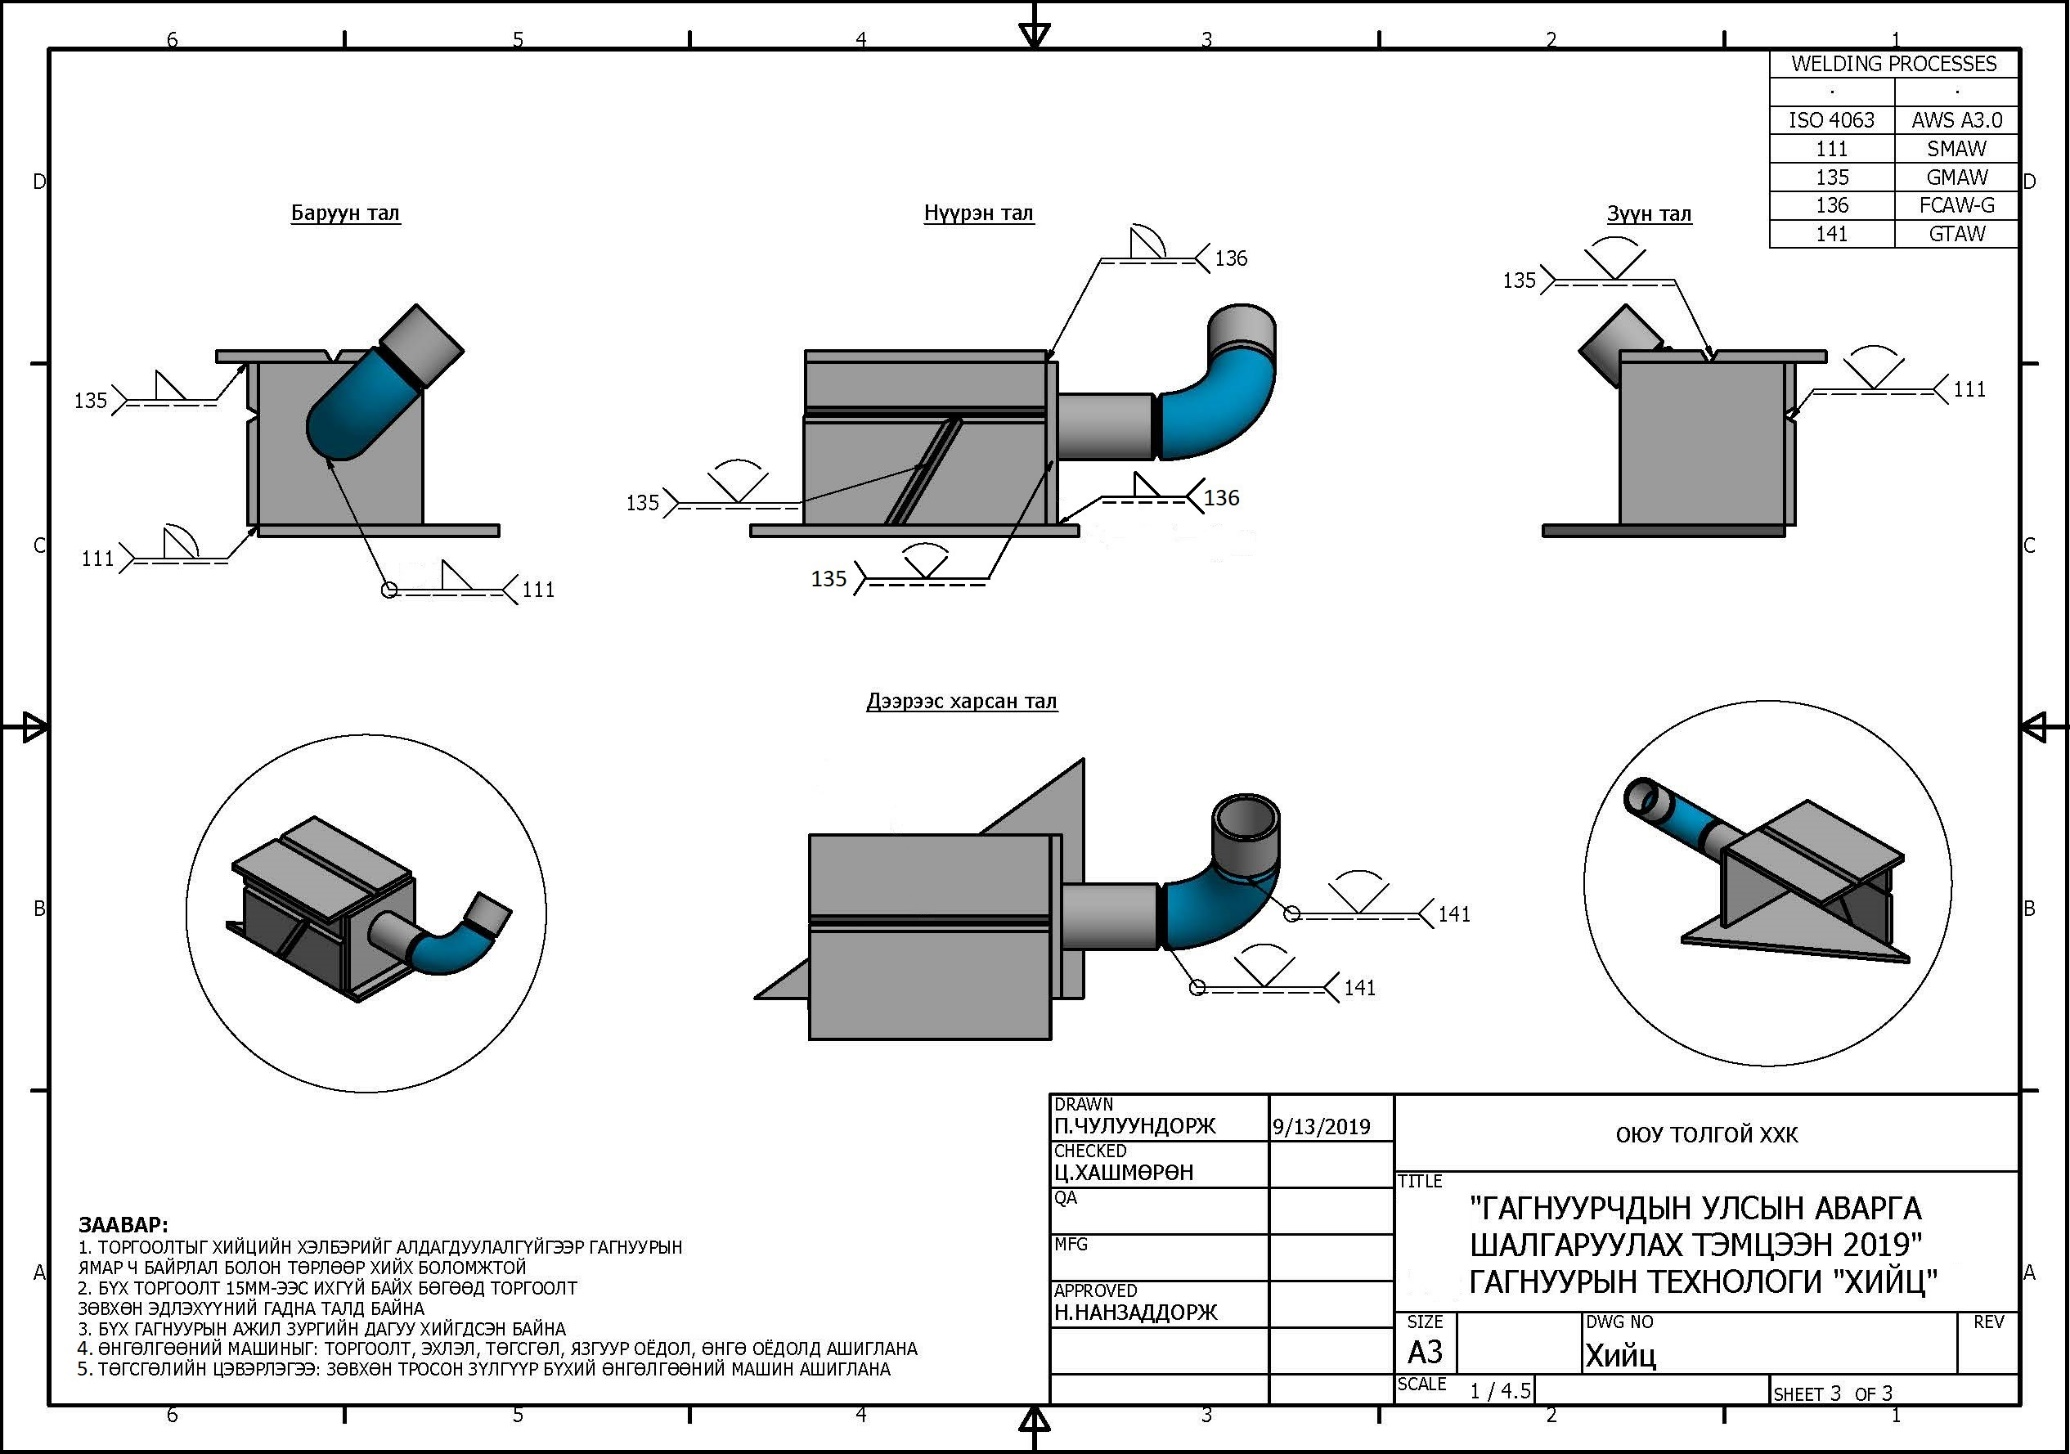 6 5 4 3 2 1
WELDING PROCESSES
. .
ISO 4063 AWS A3.0
111 SMAW
135 GMAW
136 FCAW-G
141 GTAW
D D
Баруун тал
Нүүрэн тал
Зүүн тал
136
135
135
111
135
135
136
111
111
135
C C
Дээрээс харсан тал
141
141
B B
DRAWN
П.ЧУЛУУНДОРЖ 9/13/2019
CHECKED
Ц.ХАШМӨРӨН
QA
MFG
APPROVED
Н.НАНЗАДДОРЖ
ОЮУ ТОЛГОЙ ХХК
TITLE
"ГАГНУУРЧДЫН УЛСЫН АВАРГА
ШАЛГАРУУЛАХ ТЭМЦЭЭН 2019"
ГАГНУУРЫН ТЕХНОЛОГИ "ХИЙЦ"
SIZE
A3
DWG NO
Хийц
REV
SCALE 1 / 4.5
SHEET 3 OF 3
ЗААВАР:
1. ТОРГООЛТЫГ ХИЙЦИЙН ХЭЛБЭРИЙГ АЛДАГДУУЛАЛГҮЙГЭЭР ГАГНУУРЫН
ЯМАР Ч БАЙРЛАЛ БОЛОН ТӨРЛӨӨР ХИЙХ БОЛОМЖТОЙ
2. БҮХ ТОРГООЛТ 15ММ-ЭЭС ИХГҮЙ БАЙХ БӨГӨӨД ТОРГООЛТ
ЗӨВХӨН ЭДЛЭХҮҮНИЙ ГАДНА ТАЛД БАЙНА
3. БҮХ ГАГНУУРЫН АЖИЛ ЗУРГИЙН ДАГУУ ХИЙГДСЭН БАЙНА
4. ӨНГӨЛГӨӨНИЙ МАШИНЫГ: ТОРГООЛТ, ЭХЛЭЛ, ТӨГСГӨЛ, ЯЗГУУР ОЁДОЛ, ӨНГӨ ОЁДОЛД АШИГЛАНА
5. ТӨГСГӨЛИЙН ЦЭВЭРЛЭГЭЭ: ЗӨВХӨН ТРОСОН ЗҮЛГҮҮР БҮХИЙ ӨНГӨЛГӨӨНИЙ МАШИН АШИГЛАНА
A A
6 5 4 3 2 1